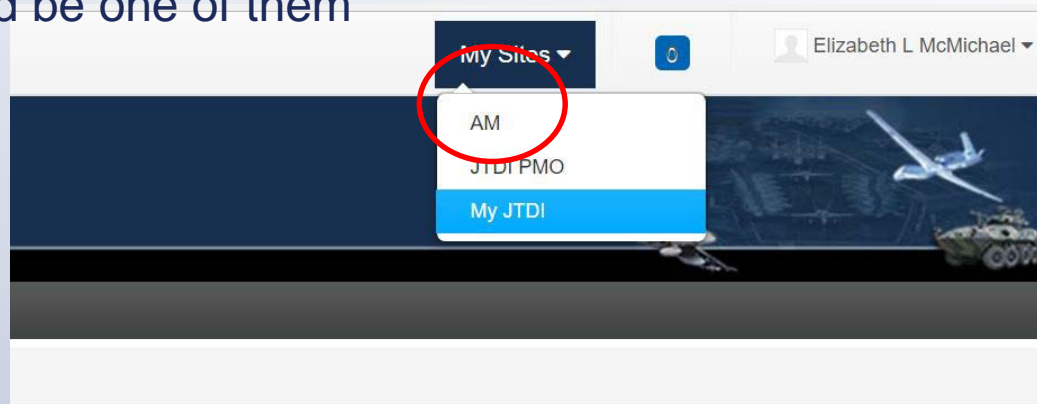 d be one of them
My Sites
0
Elizabeth L McMichael
AM
JTDI PMO
My JTDI